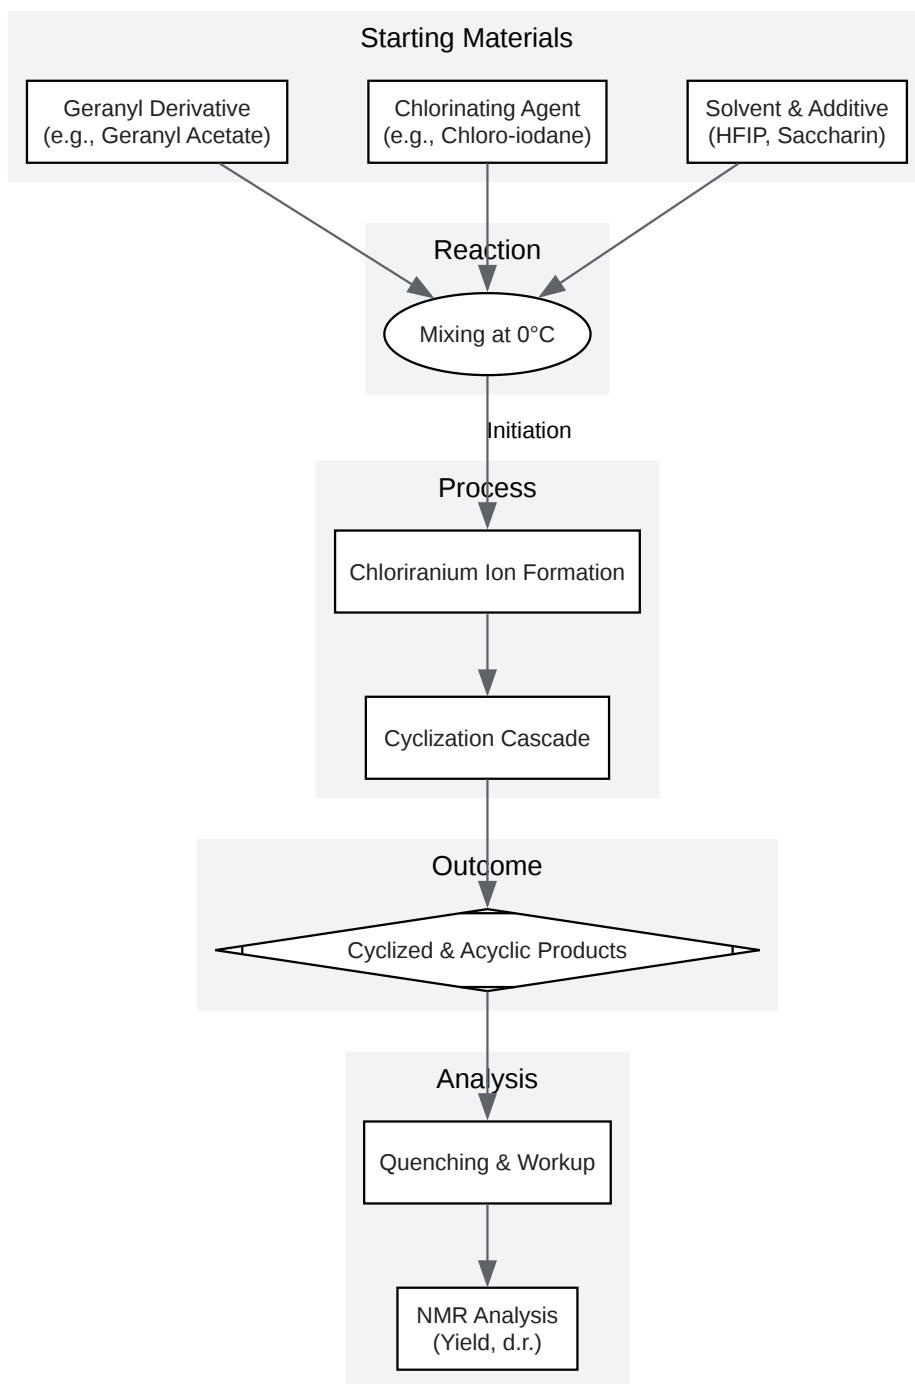 Starting Materials
Geranyl Derivative
(e.g., Geranyl Acetate)
Chlorinating Agent
(e.g., Chloro-iodane)
Solvent & Additive
(HFIP, Saccharin)
Reaction
Mixing at 0°C
Initiation
Process
Chloriranium Ion Formation
Cyclization Cascade
Outcome
Cyclized & Acyclic Products
Analysis
Quenching & Workup
NMR Analysis
(Yield, d.r.)